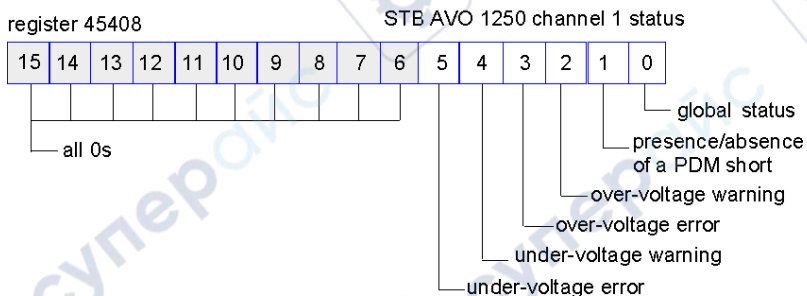 STB AVO 1250 channel 1 status
register 45408
15 14 13 12 11 10 9 8 7 6 5 4 3 2 1 0
global status
all 0s
presence/absence
of a PDM short
over-voltage warning
over-voltage error
under-voltage warning
under-voltage error
суперайс